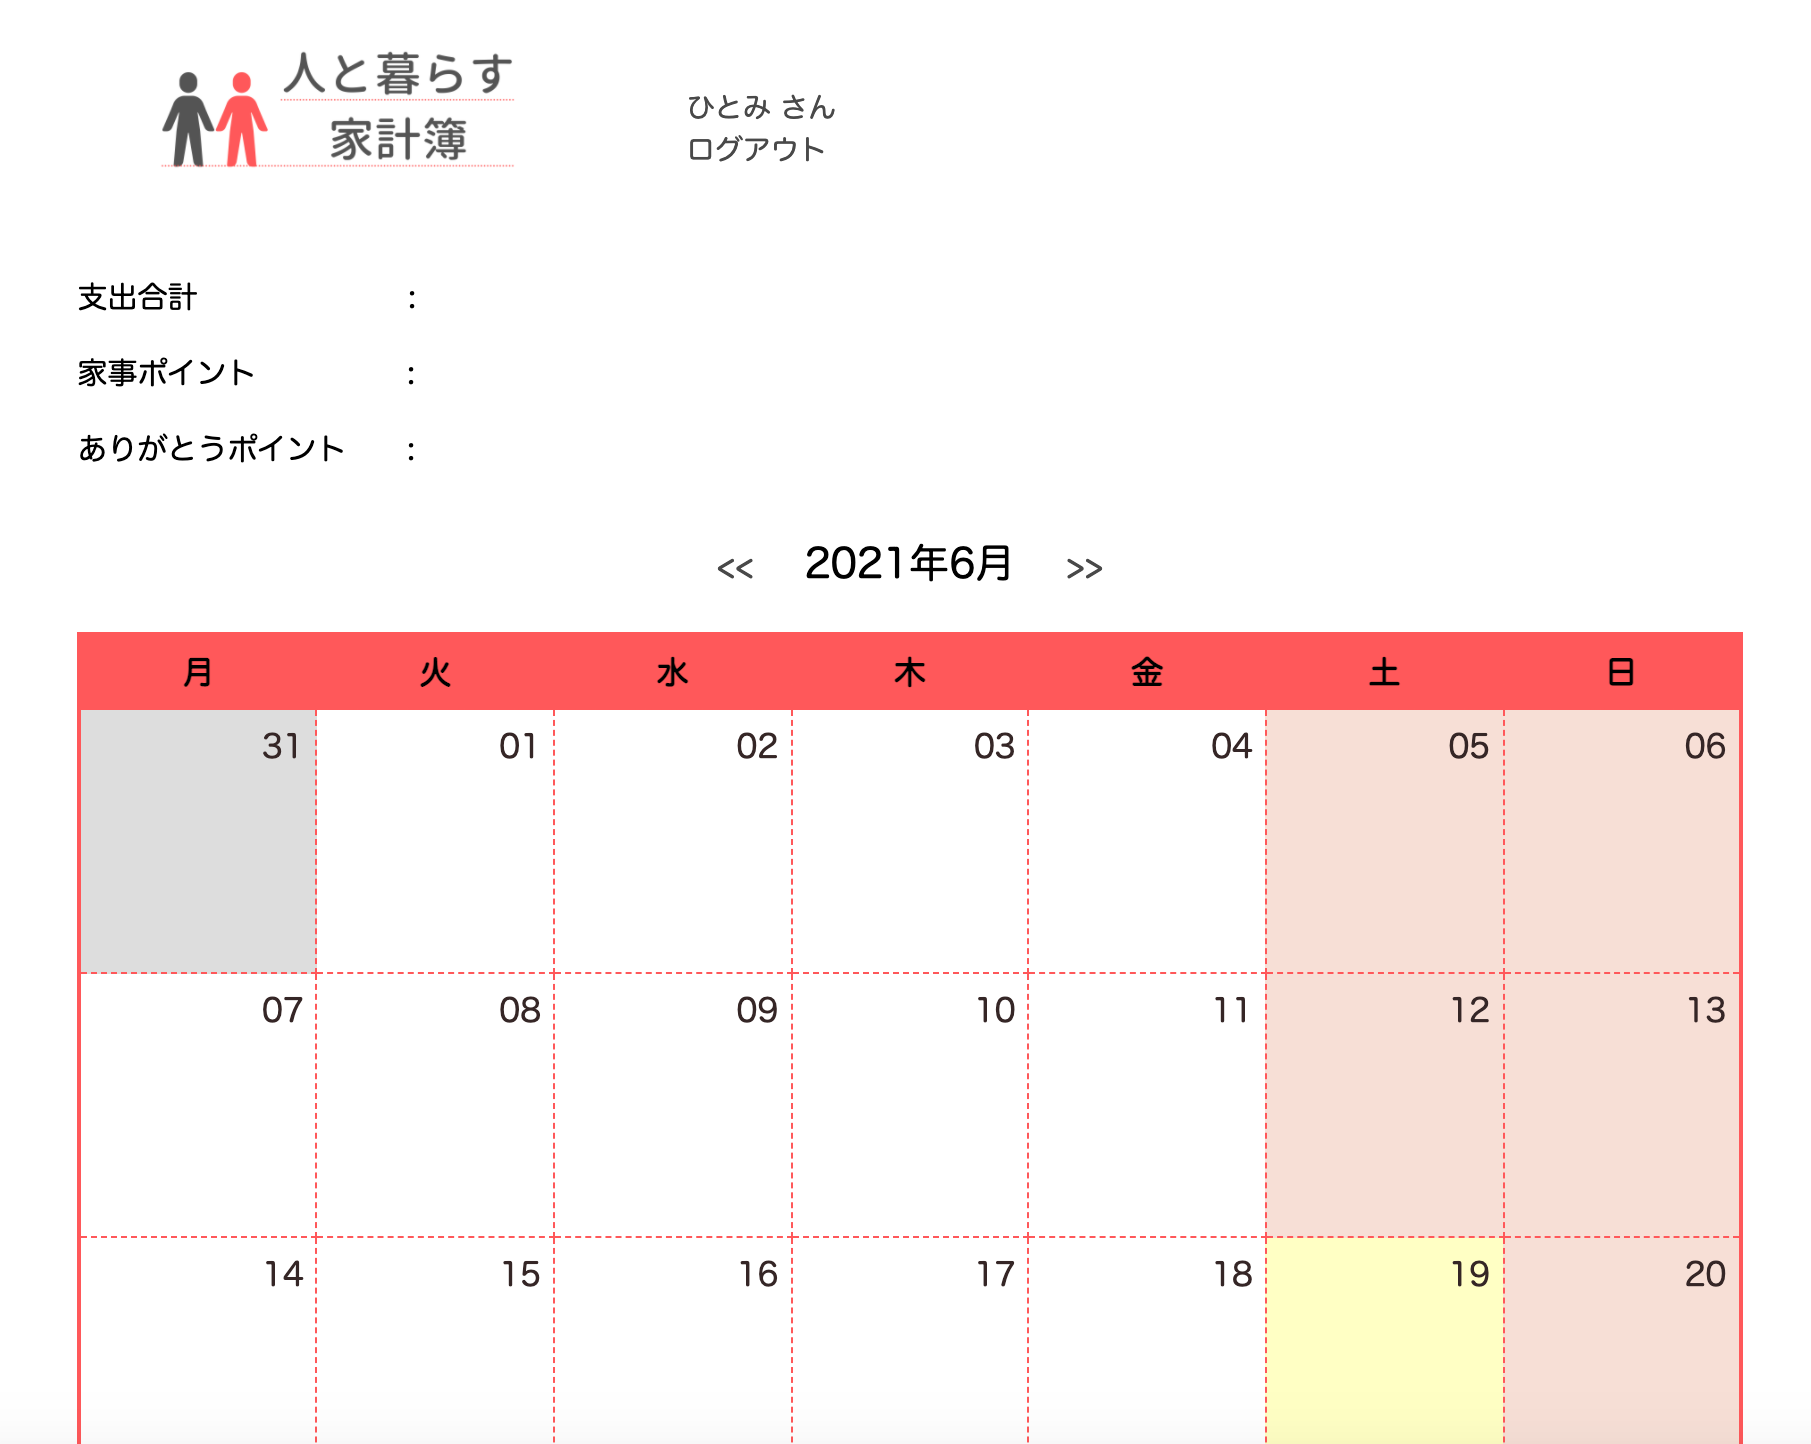 人と暮らす
家計簿
ひとみ さん
ログアウト
支出合計 :
家事ポイント :
ありがとうポイント :
<< 2021年6月 >>
月 火 水 木 金 土 日
31 01 02 03 04 05 06
07 08 09 10 11 12 13
14 15 16 17 18 19 20